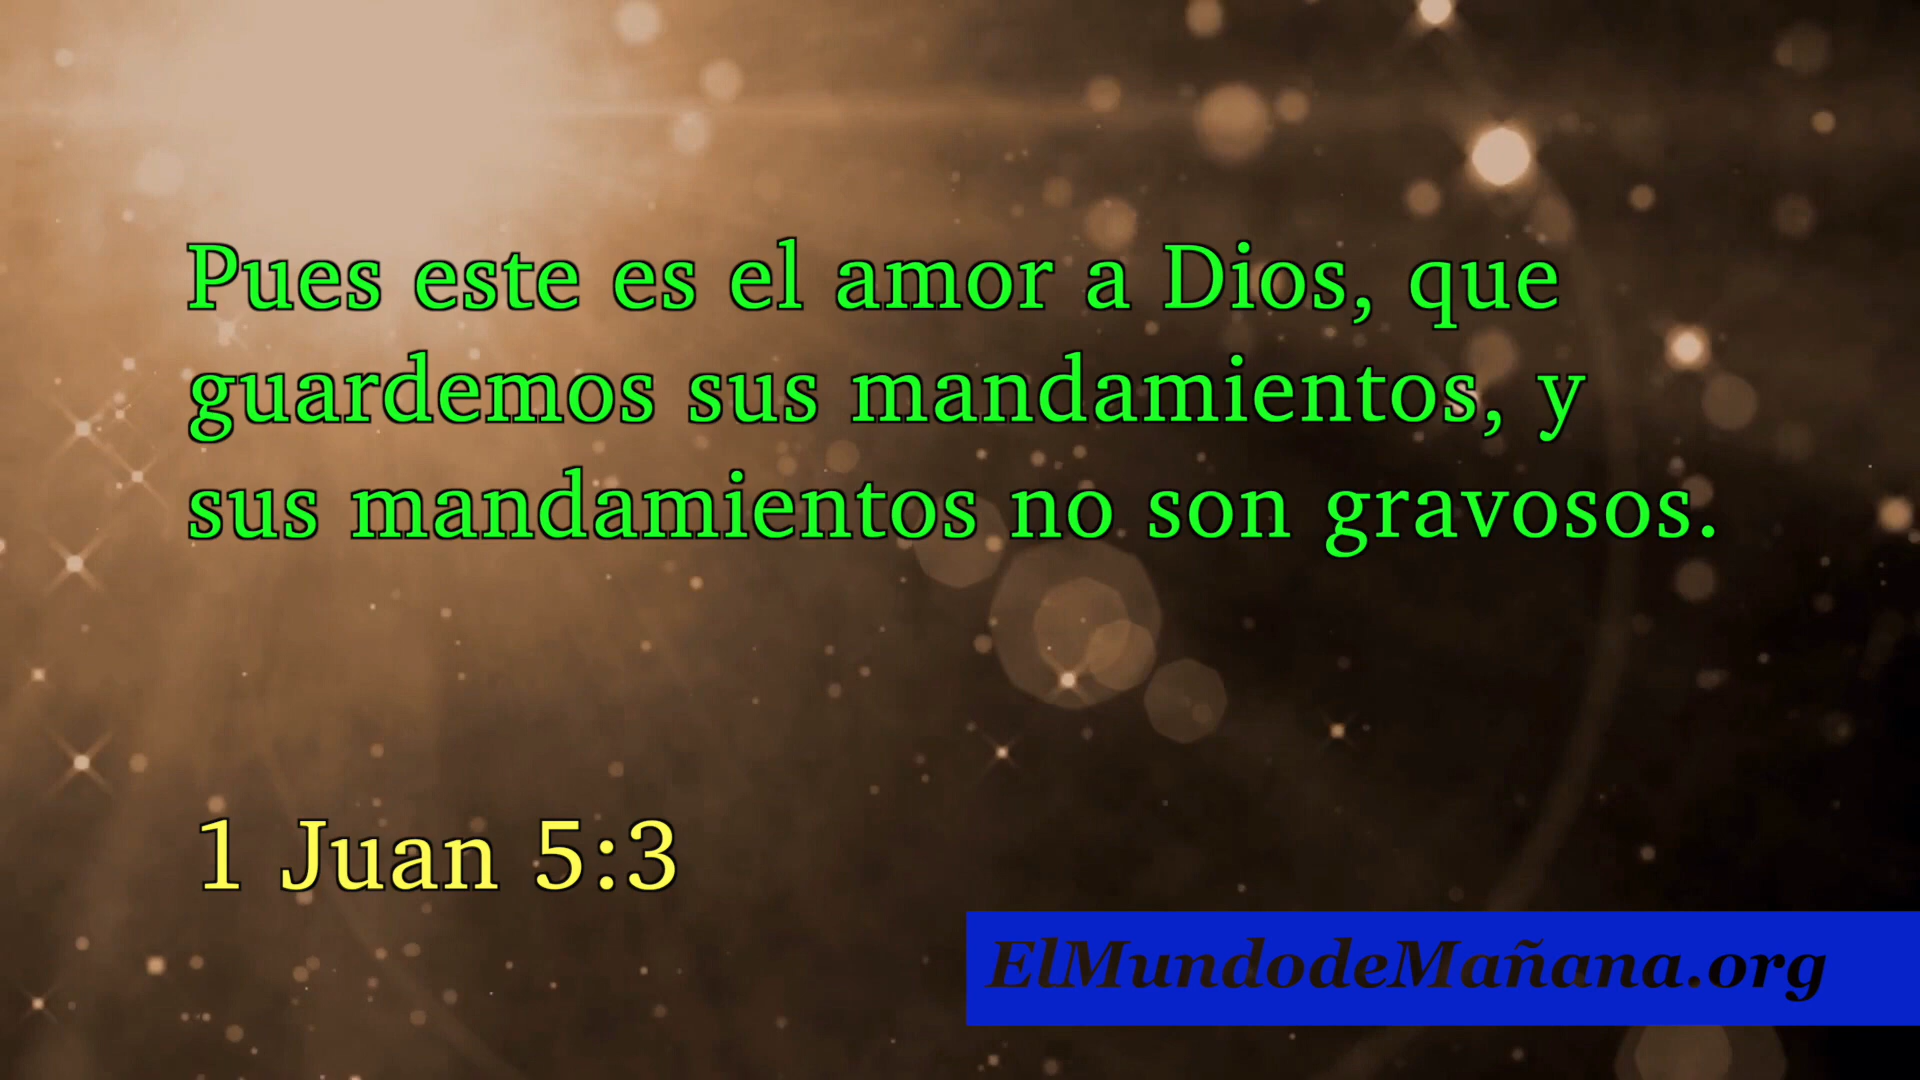 Pues este es el amor a Dios, que
guardemos sus mandamientos, y
sus mandamientos no son gravosos.
1 Juan 5:3
ElMundodeMañana.org